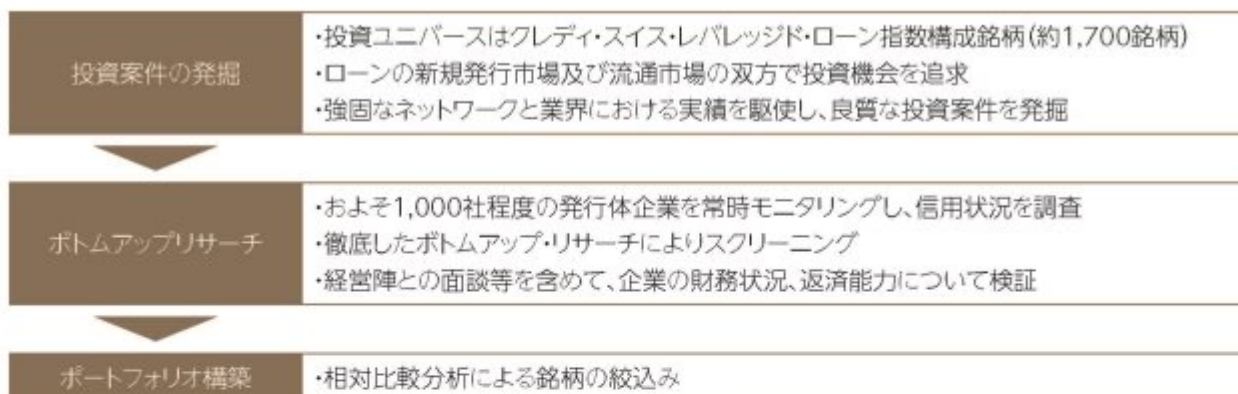 投資案件の発掘
・投資ユニバースはクレディ・スイス・レバレッジド・ローン指数構成銘柄（約1,700銘柄）
・ローンの新規発行市場及び流通市場の双方で投資機会を追求
・強固なネットワークと業界における実績を駆使し、良質な投資案件を発掘
ボトムアップリサーチ
・およそ1,000社程度の発行体企業を常時モニタリングし、信用状況を調査
・徹底したボトムアップ・リサーチによりスクリーニング
・経営陣との面談等を含めて、企業の財務状況、返済能力について検証
ポートフォリオ構築
・相対比較分析による銘柄の絞込み